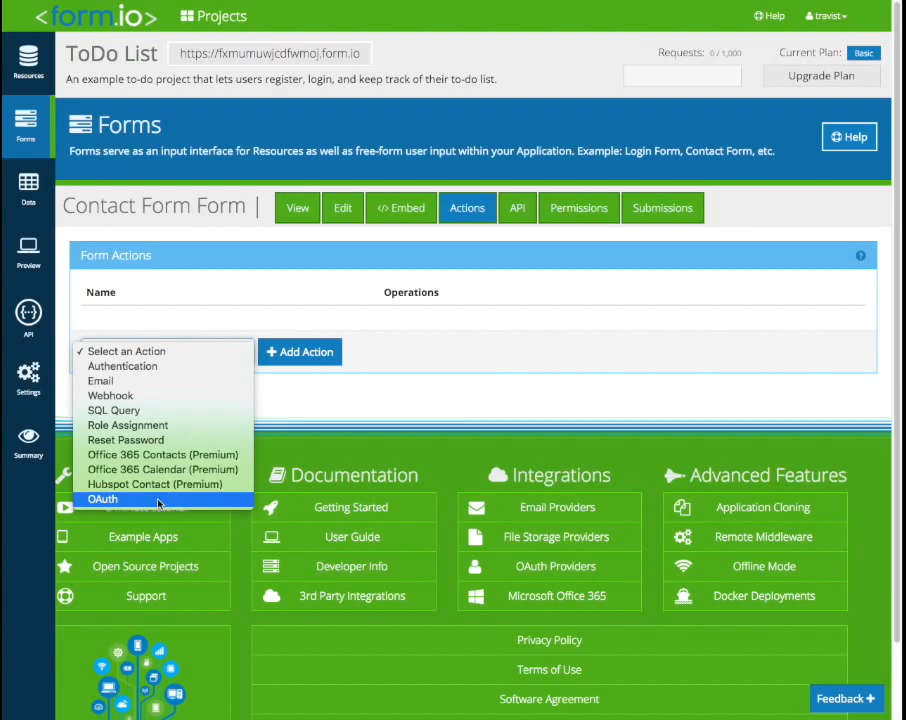 <form.io>
Projects
Help
travist
Resources
ToDo List
https://fxmumuwjcdfwmoj.form.io
Requests: 0 / 1,000
Current Plan: Basic
An example to-do project that lets users register, login, and keep track of their to-do list.
Upgrade Plan
Forms
Forms
Forms serve as an input interface for Resources as well as free-form user input within your Application. Example: Login Form, Contact Form, etc.
Help
Data
Contact Form Form |
View
Edit
</> Embed
Actions
API
Permissions
Submissions
Preview
Form Actions
Name
Operations
API
✓ Select an Action
+ Add Action
Authentication
Email
Webhook
SQL Query
Role Assignment
Reset Password
Office 365 Contacts (Premium)
Office 365 Calendar (Premium)
Hubspot Contact (Premium)
OAuth
Settings
Summary
Example Apps
Open Source Projects
Support
Documentation
Getting Started
User Guide
Developer Info
3rd Party Integrations
Integrations
Email Providers
File Storage Providers
OAuth Providers
Microsoft Office 365
Advanced Features
Application Cloning
Remote Middleware
Offline Mode
Docker Deployments
Privacy Policy
Terms of Use
Software Agreement
Feedback +